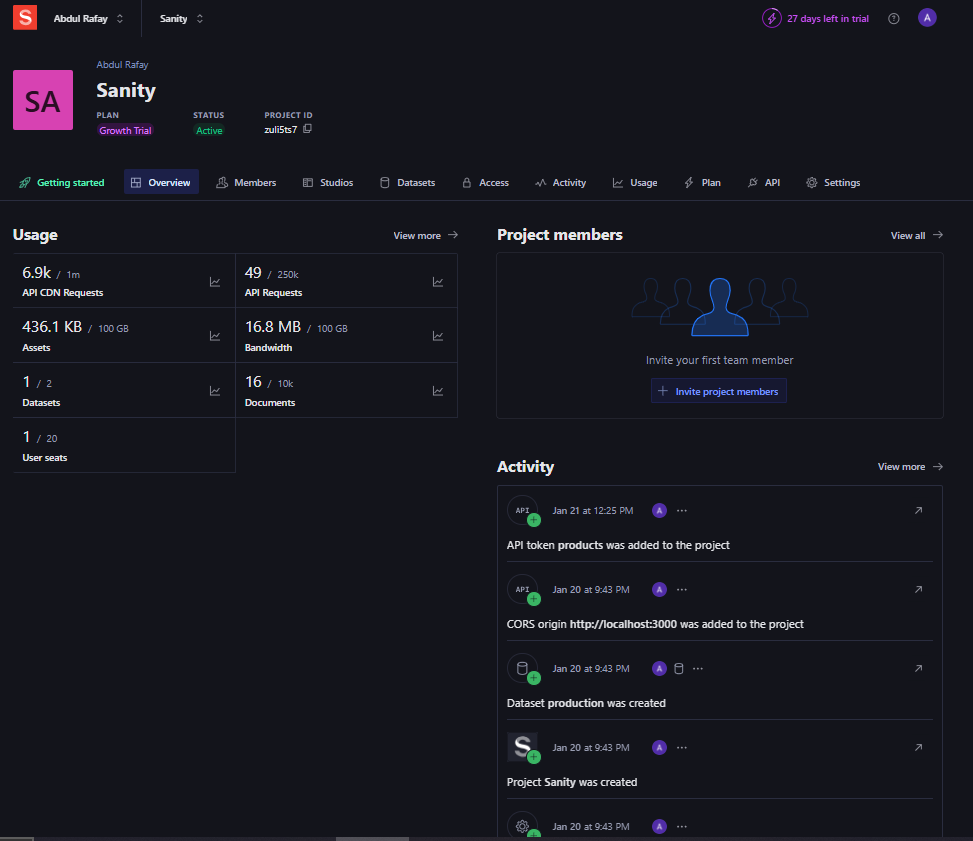 S Abdul Rafay Sanity 27 days left in trial A
Abdul Rafay
SA
Sanity
PLAN STATUS PROJECT ID
Growth Trial Active zuli5ts7
Getting started Overview Members Studios Datasets Access Activity Usage Plan API Settings
Usage View more →
6.9k / 1m
API CDN Requests
49 / 250k
API Requests
436.1 KB / 100 GB
Assets
16.8 MB / 100 GB
Bandwidth
1 / 2
Datasets
16 / 10k
Documents
1 / 20
User seats
Project members View all →
Invite your first team member
+ Invite project members
Activity View more →
API Jan 21 at 12:25 PM A ...
API token products was added to the project
API Jan 20 at 9:43 PM A ...
CORS origin http://localhost:3000 was added to the project
Jan 20 at 9:43 PM A ...
Dataset production was created
S Jan 20 at 9:43 PM A ...
Project Sanity was created
Jan 20 at 9:43 PM A ...